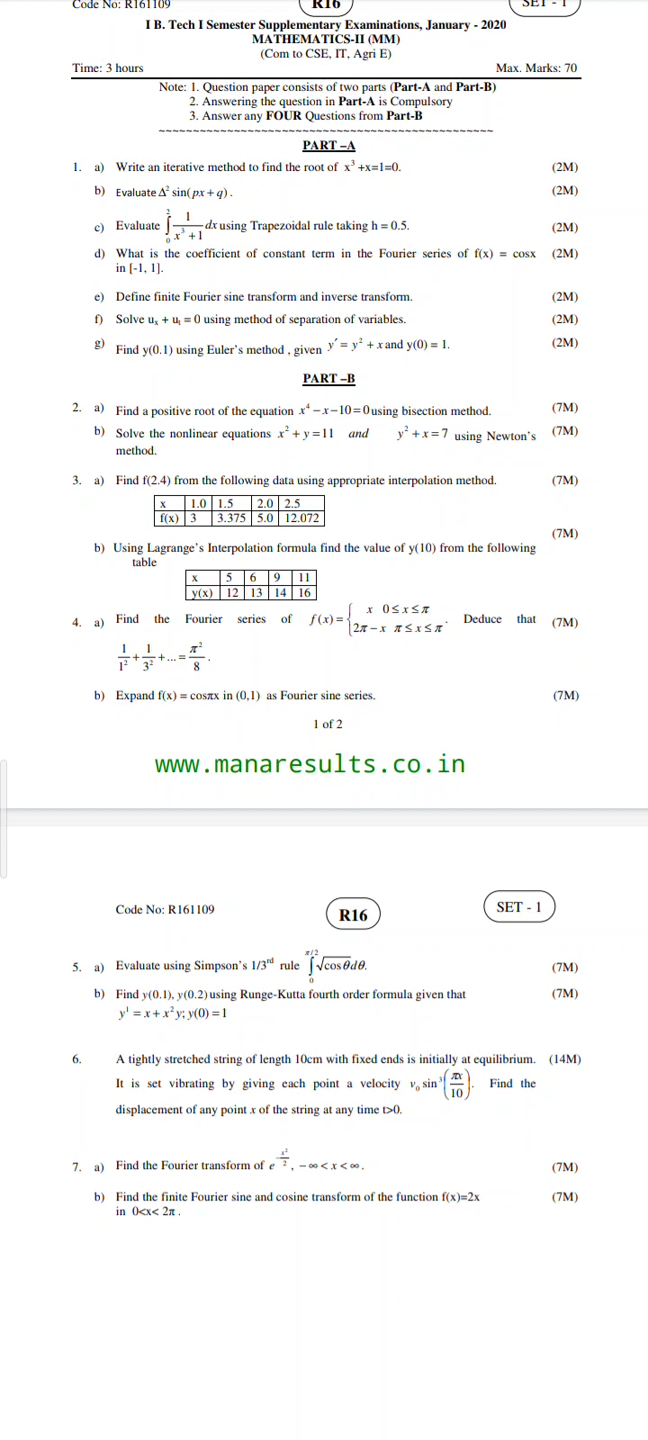 Code No: R161109 R16 SET - 1
I B. Tech I Semester Supplementary Examinations, January - 2020
MATHEMATICS-II (MM)
(Com to CSE, IT, Agri E)
Time: 3 hours Max. Marks: 70
Note: 1. Question paper consists of two parts (Part-A and Part-B)
2. Answering the question in Part-A is Compulsory
3. Answer any FOUR Questions from Part-B
~~~~~~~~~~~~~~~~~~~~~~~~~~~~~~~~~~~~~~~~~~~~~~~~~
PART –A
1. a) Write an iterative method to find the root of x³ +x=1=0. (2M)
b) Evaluate Δ² sin(px+q). (2M)
c) Evaluate ∫₀² 1/(x³+1) dx using Trapezoidal rule taking h = 0.5. (2M)
d) What is the coefficient of constant term in the Fourier series of f(x) = cosx (2M)
in [-1, 1].
e) Define finite Fourier sine transform and inverse transform. (2M)
f) Solve uₓ + uₜ = 0 using method of separation of variables. (2M)
g) Find y(0.1) using Euler's method , given y′ = y² + x and y(0) = 1. (2M)
PART –B
2. a) Find a positive root of the equation x⁴ – x – 10 = 0 using bisection method. (7M)
b) Solve the nonlinear equations x² + y = 11 and y² + x = 7 using Newton's (7M)
method.
3. a) Find f(2.4) from the following data using appropriate interpolation method. (7M)
x 1.0 1.5 2.0 2.5
f(x) 3 3.375 5.0 12.072
(7M)
b) Using Lagrange's Interpolation formula find the value of y(10) from the following
table
x 5 6 9 11
y(x) 12 13 14 16
4. a) Find the Fourier series of f(x) = { x 0 ≤ x ≤ π
2π – x π ≤ x ≤ π . Deduce that (7M)
1/1² + 1/3² + ... = π²/8 .
b) Expand f(x) = cosπx in (0,1) as Fourier sine series. (7M)
1 of 2
www.manaresults.co.in
Code No: R161109 R16 SET - 1
5. a) Evaluate using Simpson's 1/3rd rule ∫₀^(π/2) √cosθ dθ. (7M)
b) Find y(0.1), y(0.2) using Runge-Kutta fourth order formula given that (7M)
y¹ = x + x² y; y(0) = 1
6. A tightly stretched string of length 10cm with fixed ends is initially at equilibrium. (14M)
It is set vibrating by giving each point a velocity v₀ sin³(πx/10). Find the
displacement of any point x of the string at any time t>0.
7. a) Find the Fourier transform of e^(-x²/2), – ∞ < x < ∞ . (7M)
b) Find the finite Fourier sine and cosine transform of the function f(x)=2x (7M)
in 0<x< 2π .